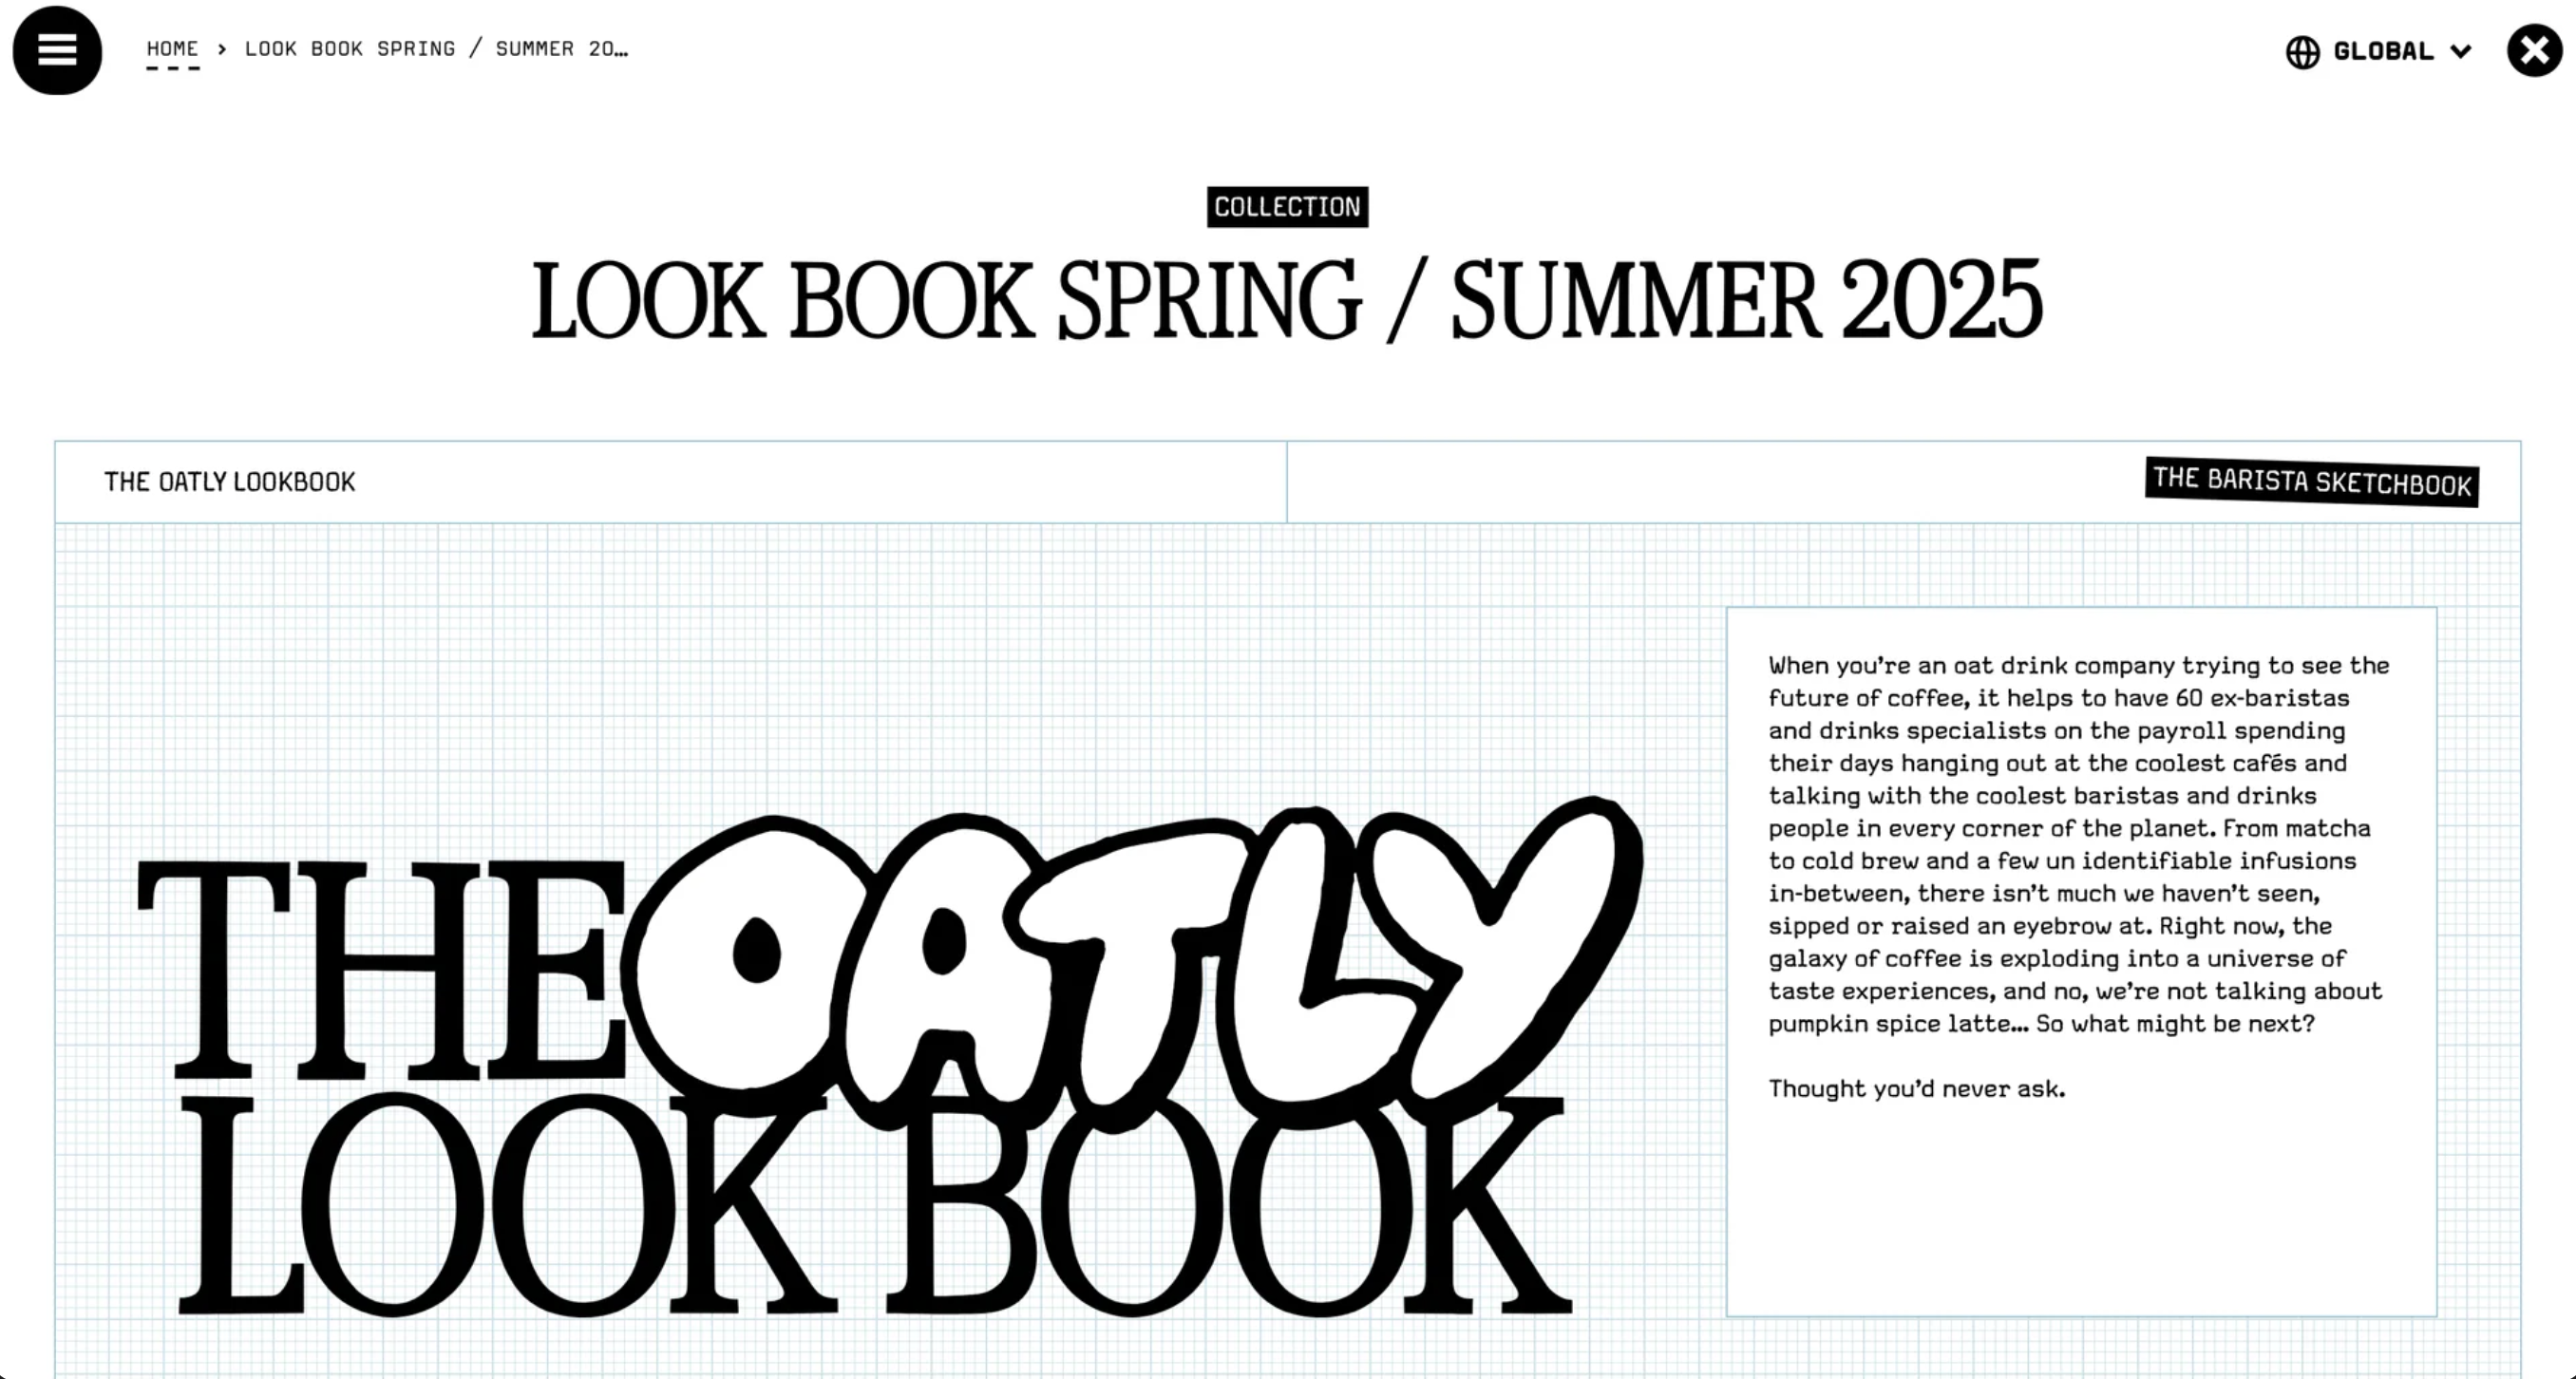 HOME › LOOK BOOK SPRING / SUMMER 20…
GLOBAL
COLLECTION
LOOK BOOK SPRING / SUMMER 2025
THE OATLY LOOKBOOK
THE BARISTA SKETCHBOOK
THE OATLY
LOOK BOOK
When you're an oat drink company trying to see the
future of coffee, it helps to have 60 ex-baristas
and drinks specialists on the payroll spending
their days hanging out at the coolest cafés and
talking with the coolest baristas and drinks
people in every corner of the planet. From matcha
to cold brew and a few un identifiable infusions
in-between, there isn't much we haven't seen,
sipped or raised an eyebrow at. Right now, the
galaxy of coffee is exploding into a universe of
taste experiences, and no, we're not talking about
pumpkin spice latte… So what might be next?
Thought you'd never ask.